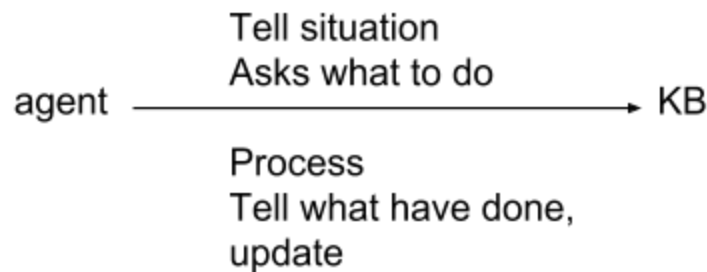 Tell situation
Asks what to do
agent
KB
Process
Tell what have done,
update